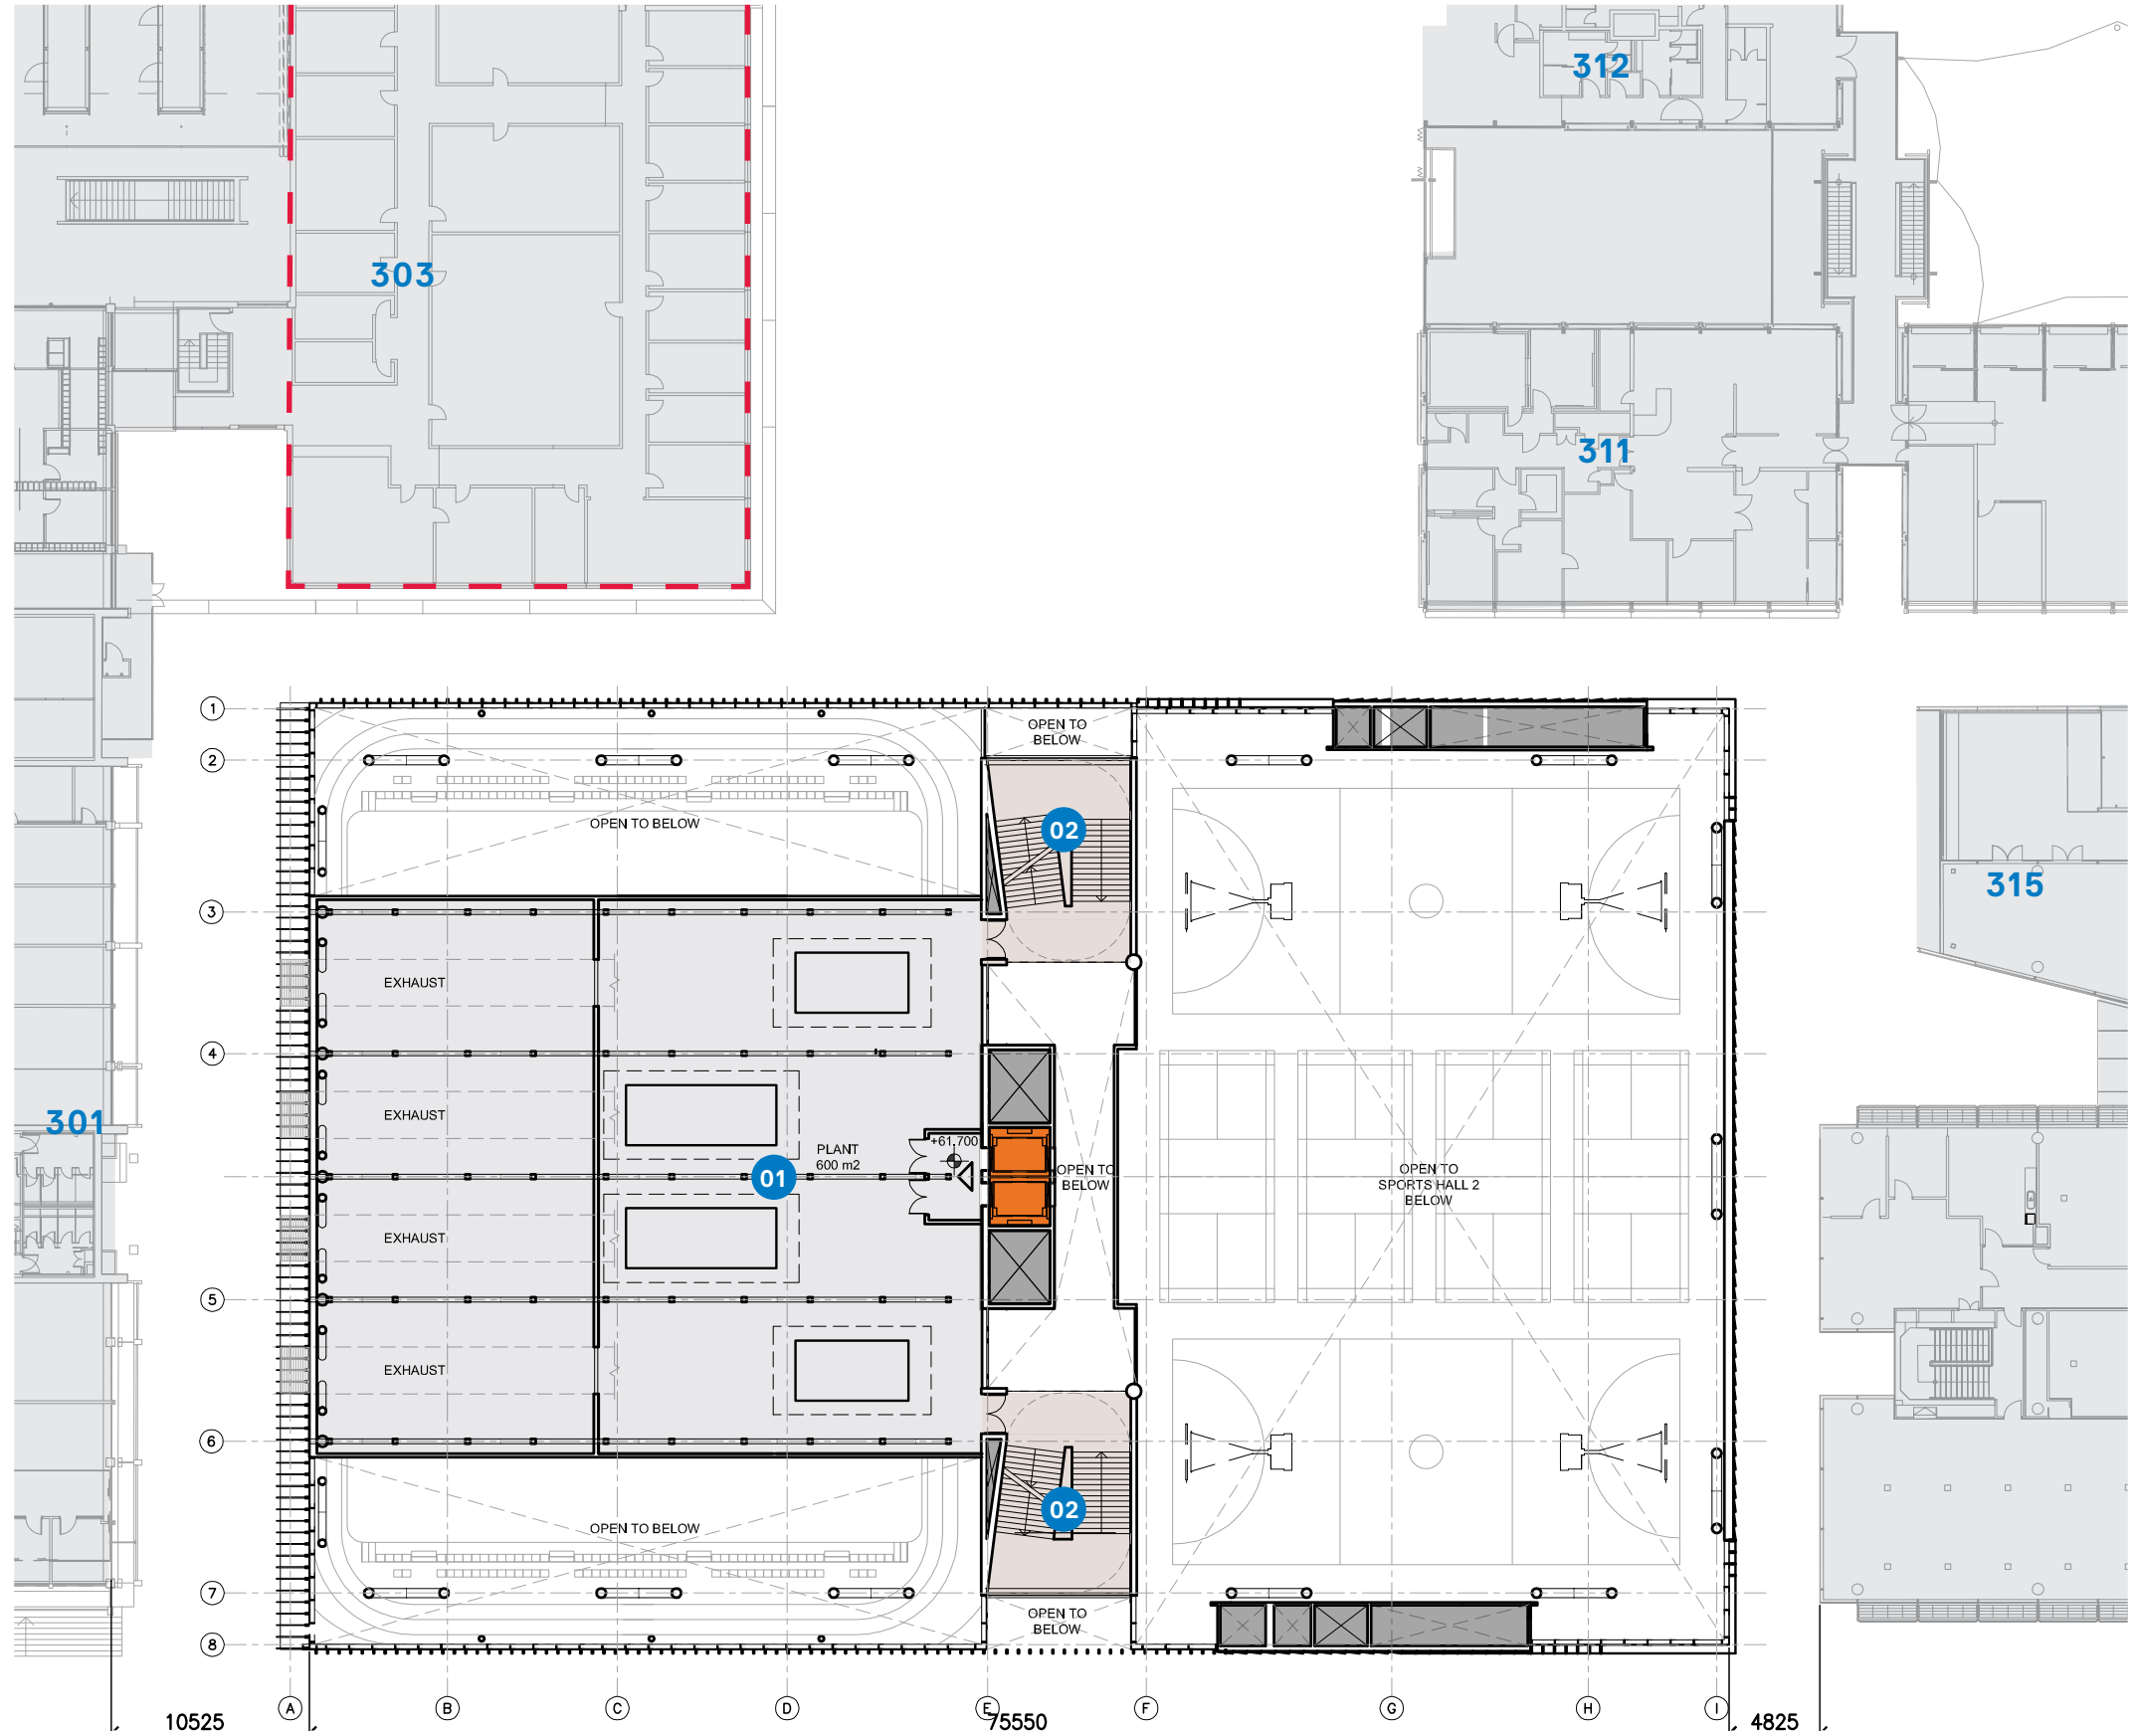 312
303
311
1
OPEN TO
BELOW
2
02
OPEN TO BELOW
315
3
EXHAUST
4
EXHAUST
301
+61.700
PLANT
600 m2
01
OPEN TO
BELOW
OPEN TO
SPORTS HALL 2
BELOW
EXHAUST
5
EXHAUST
6
02
OPEN TO BELOW
7
OPEN TO
BELOW
8
A B C D E F G H I
10525 75550 4825